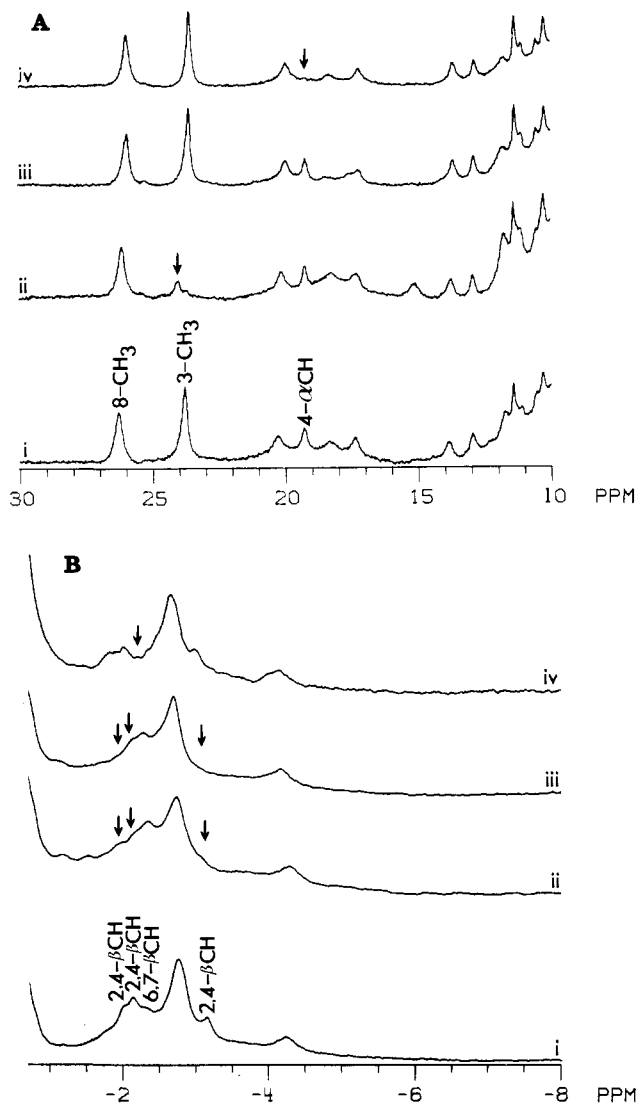 A
iv
iii
ii
8-CH3
3-CH3
4-αCH
i
30 25 20 15 10 PPM
B
iv
iii
ii
2,4-βCH
2,4-βCH
6,7-βCH
2,4-βCH
i
-2 -4 -6 -8 PPM